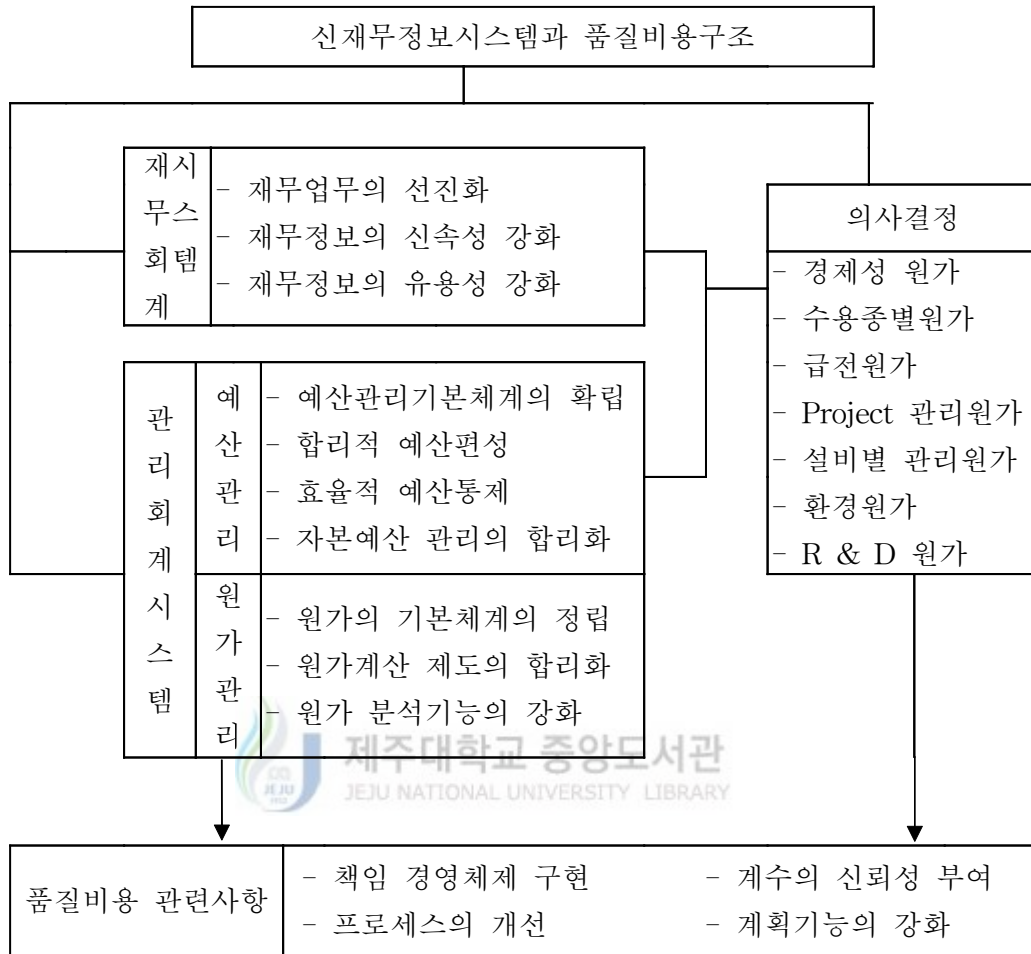 신재무정보시스템과 품질비용구조
재시
무스
회템
계
- 재무업무의 선진화
- 재무정보의 신속성 강화
- 재무정보의 유용성 강화
관
리
회
계
시
스
템
예
산
관
리
- 예산관리기본체계의 확립
- 합리적 예산편성
- 효율적 예산통제
- 자본예산 관리의 합리화
원
가
관
리
- 원가의 기본체계의 정립
- 원가계산 제도의 합리화
- 원가 분석기능의 강화
의사결정
- 경제성 원가
- 수용종별원가
- 급전원가
- Project 관리원가
- 설비별 관리원가
- 환경원가
- R & D 원가
제주대학교 중앙도서관
JEJU NATIONAL UNIVERSITY LIBRARY
JEJU
1952
품질비용 관련사항
- 책임 경영체제 구현
- 계수의 신뢰성 부여
- 프로세스의 개선
- 계획기능의 강화